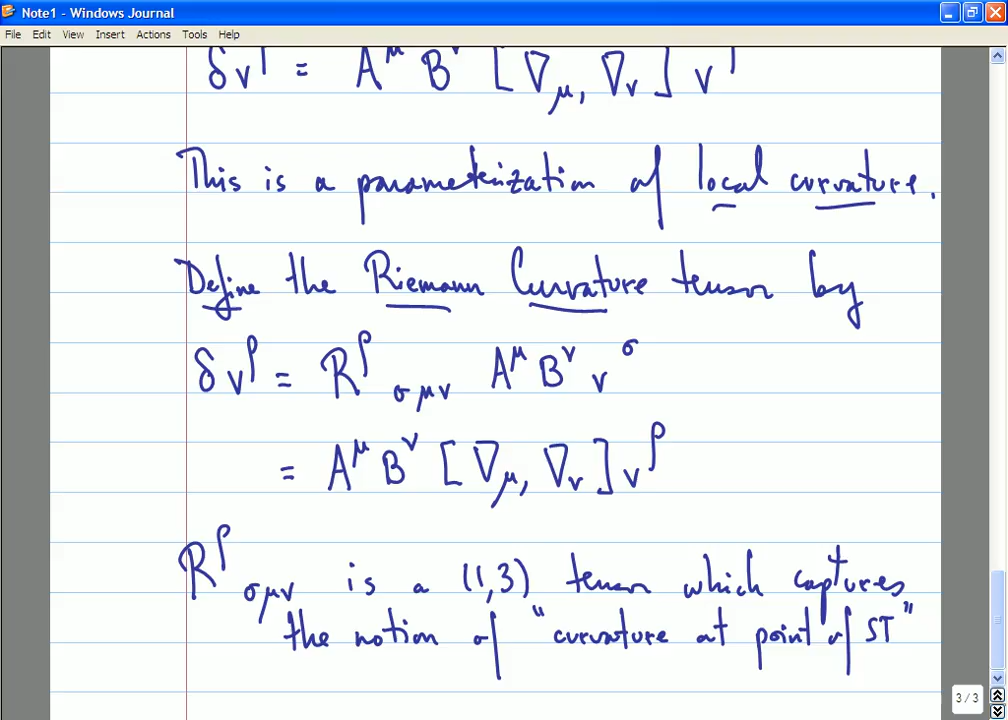 Note1 - Windows Journal
File Edit View Insert Actions Tools Help
δv^ρ = A^μ B^ν [∇_μ, ∇_ν] v^ρ
This is a parameterization of local curvature.
Define the Riemann Curvature tensor by
δv^ρ = R^ρ_σμν A^μ B^ν v^σ
= A^μ B^ν [∇_μ, ∇_ν] v^ρ
R^ρ_σμν is a (1,3) tensor which captures
the notion of "curvature at point of ST"
3/3